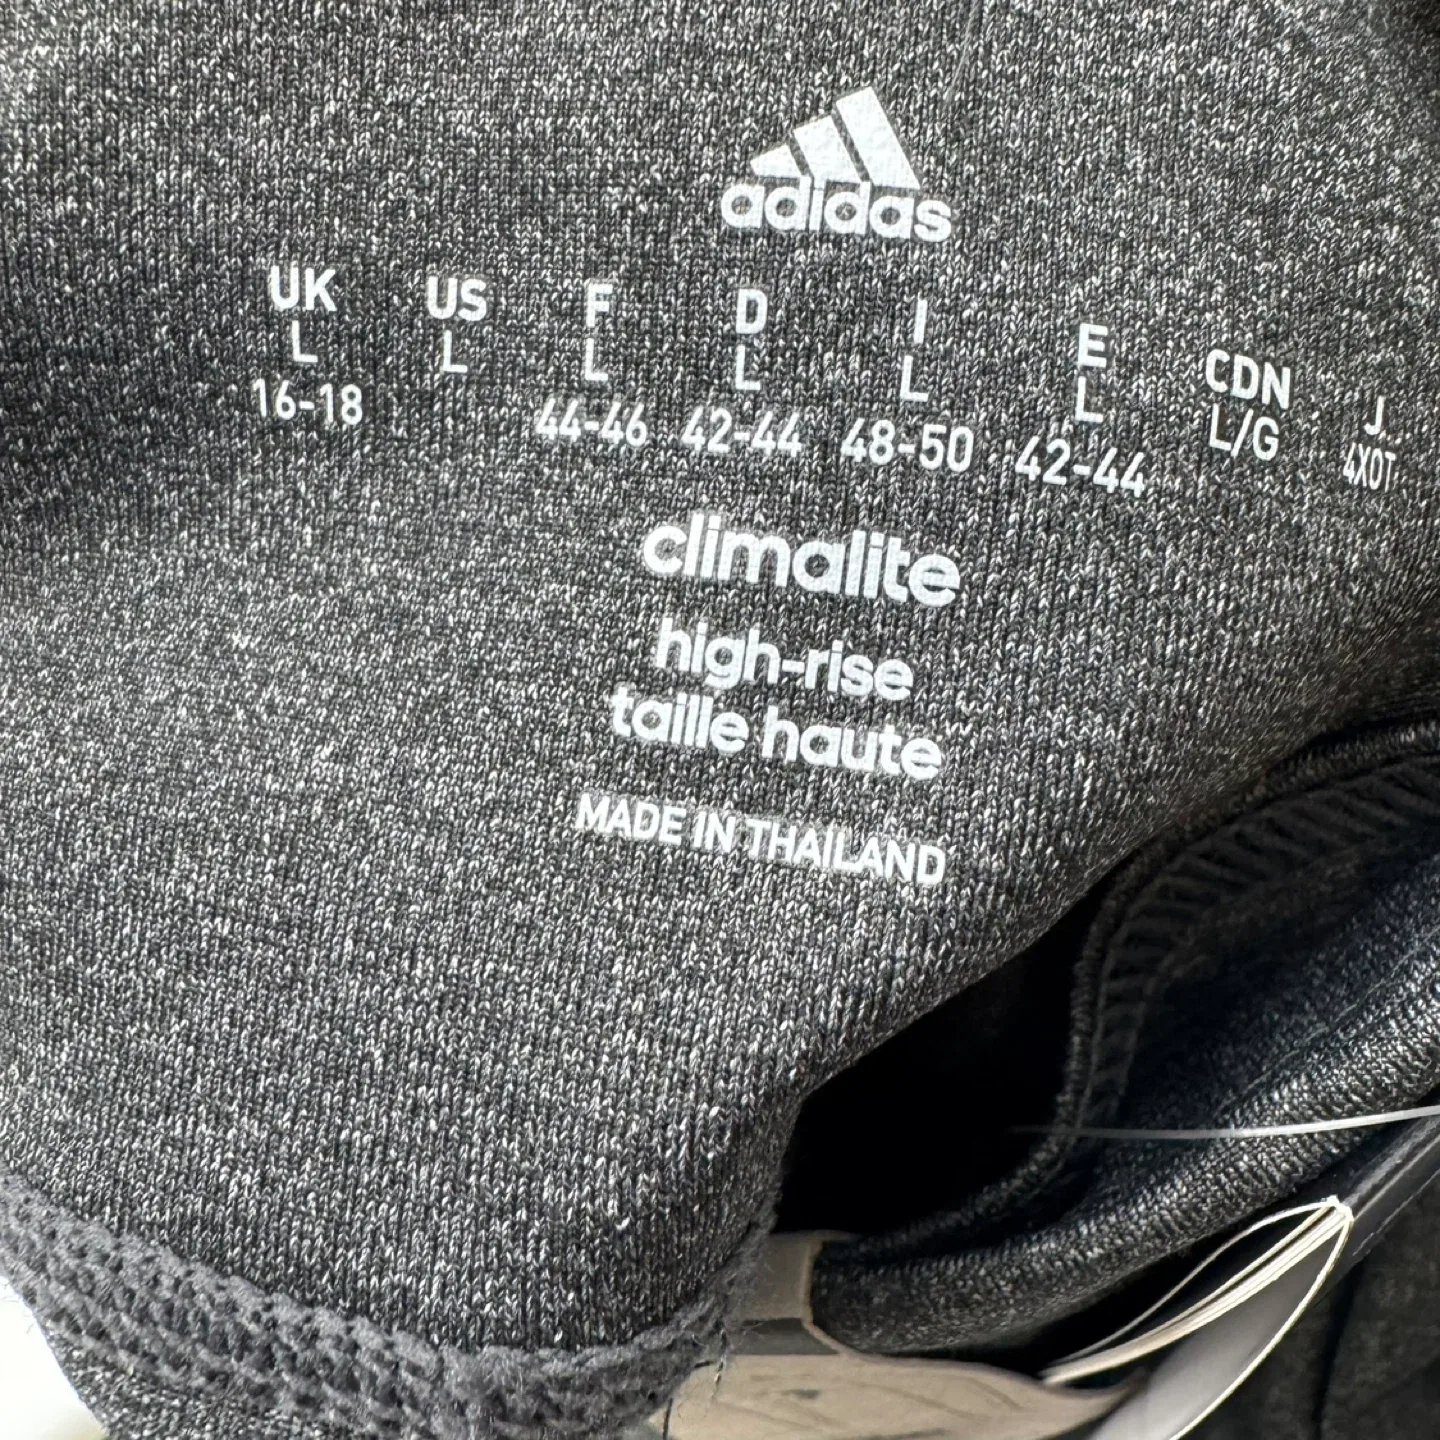 adidas
UK US F D I E CDN J
L L L L L L L/G 4XOT
16-18 44-46 42-44 48-50 42-44
climalite
high-rise
taille haute
MADE IN THAILAND